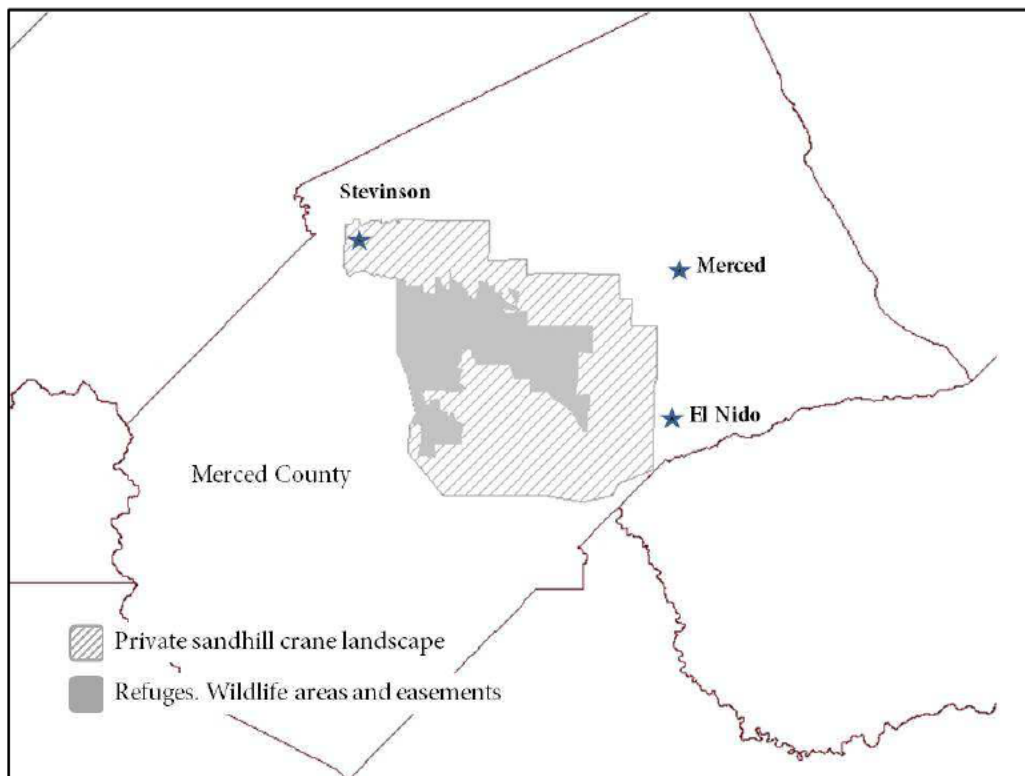 Stevinson
Merced
El Nido
Merced County
Private sandhill crane landscape
Refuges. Wildlife areas and easements